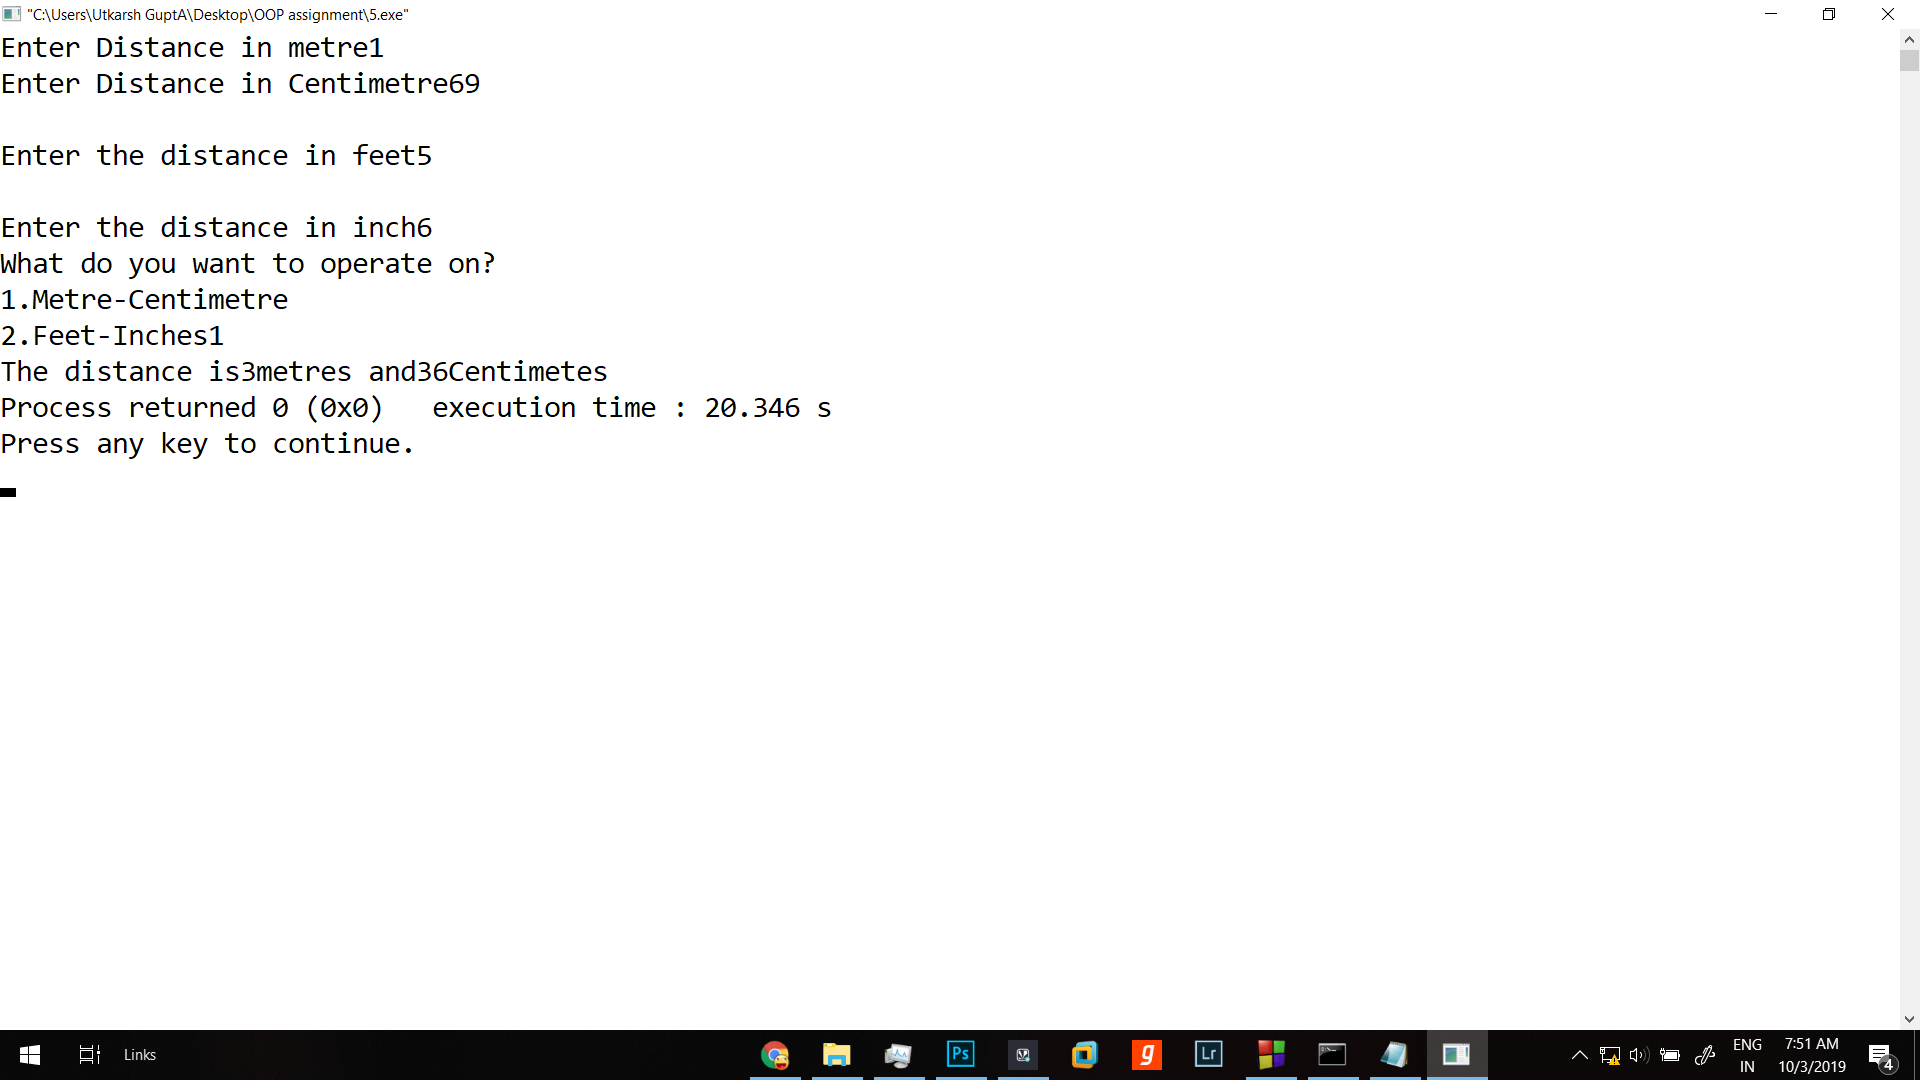 "C:\Users\Utkarsh GuptA\Desktop\OOP assignment\5.exe"
Enter Distance in metre1
Enter Distance in Centimetre69
Enter the distance in feet5
Enter the distance in inch6
What do you want to operate on?
1.Metre-Centimetre
2.Feet-Inches1
The distance is3metres and36Centimetes
Process returned 0 (0x0)   execution time : 20.346 s
Press any key to continue.
Links
Ps
g
Lr
ENG
IN
7:51 AM
10/3/2019
4